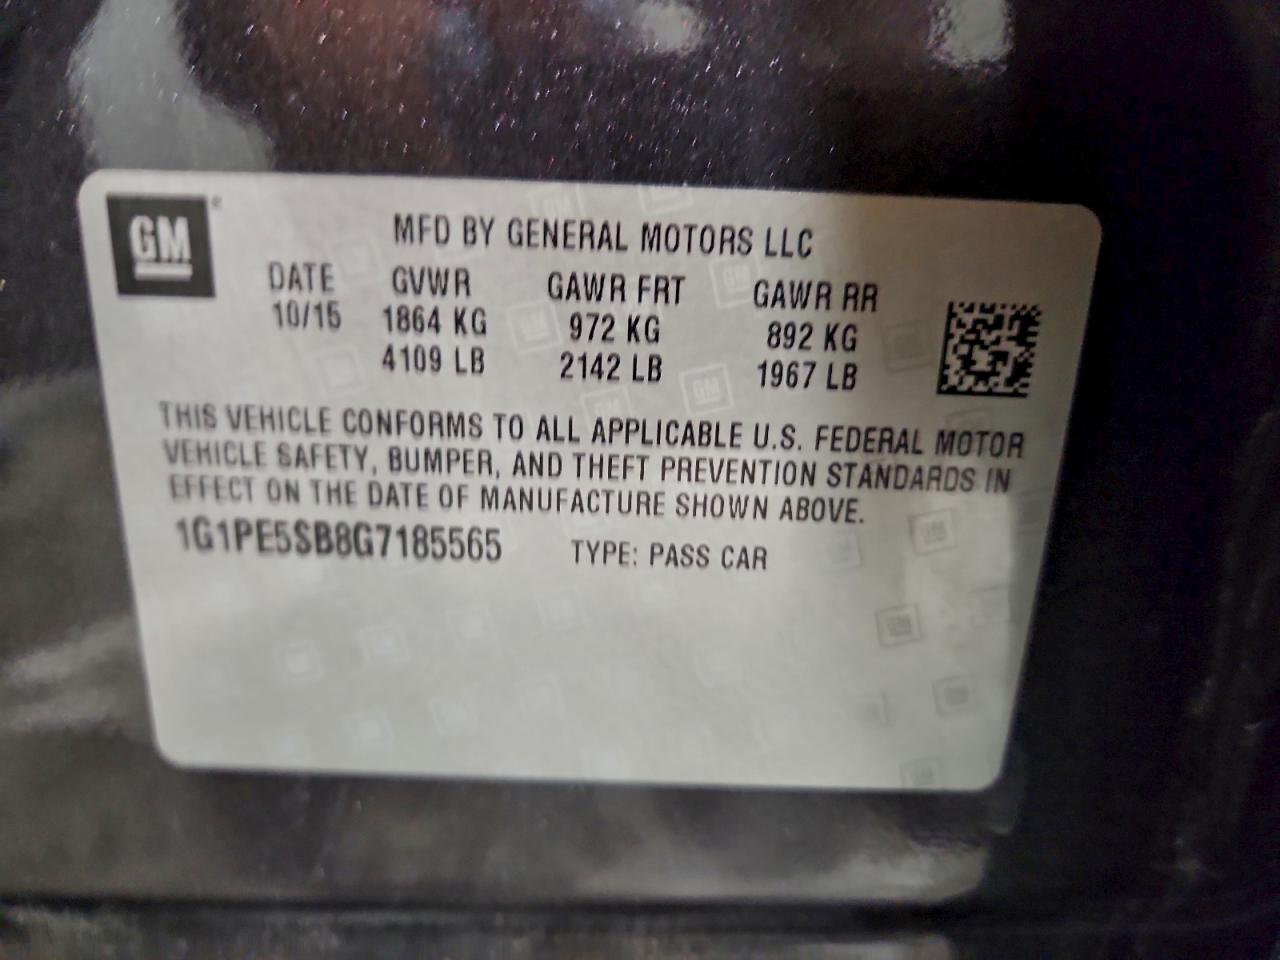 GM
MFD BY GENERAL MOTORS LLC
DATE GVWR GAWR FRT GAWR RR
10/15 1864 KG 972 KG 892 KG
4109 LB 2142 LB 1967 LB
THIS VEHICLE CONFORMS TO ALL APPLICABLE U.S. FEDERAL MOTOR
VEHICLE SAFETY, BUMPER, AND THEFT PREVENTION STANDARDS IN
EFFECT ON THE DATE OF MANUFACTURE SHOWN ABOVE.
1G1PE5SB8G7185565 TYPE: PASS CAR